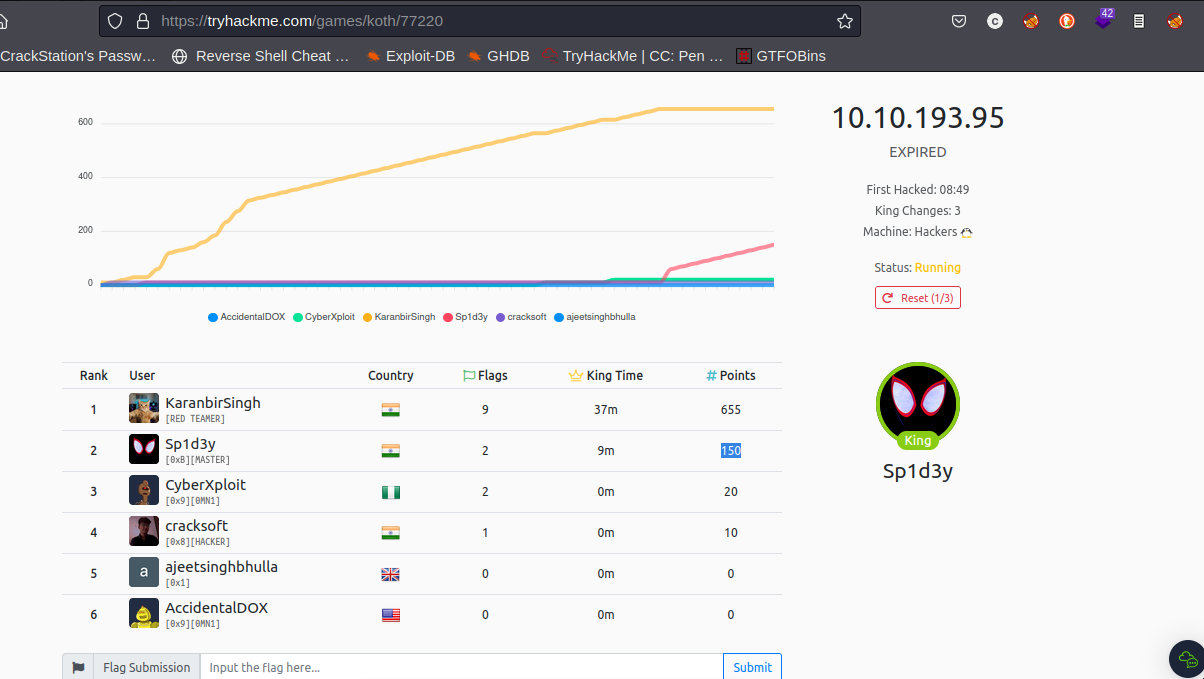 https://tryhackme.com/games/koth/77220
C
42
CrackStation's Passw…
Reverse Shell Cheat …
Exploit-DB
GHDB
TryHackMe | CC: Pen …
GTFOBins
600
400
200
0
AccidentalDOX CyberXploit KaranbirSingh Sp1d3y cracksoft ajeetsinghbhulla
10.10.193.95
EXPIRED
First Hacked: 08:49
King Changes: 3
Machine: Hackers
Status: Running
Reset (1/3)
King
Sp1d3y
Rank User Country Flags King Time # Points
1 KaranbirSingh 9 37m 655
[RED TEAMER]
2 Sp1d3y 2 9m 150
[0xB][MASTER]
3 CyberXploit 2 0m 20
[0x9][OMN1]
4 cracksoft 1 0m 10
[0x8][HACKER]
5 a ajeetsinghbhulla 0 0m 0
[0x1]
6 AccidentalDOX 0 0m 0
[0x9][OMN1]
Flag Submission Input the flag here... Submit